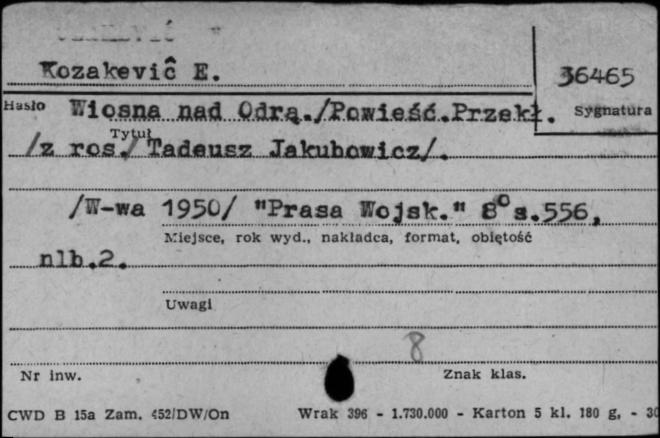 Kozakevič E.
36465
Hasło Wiosna nad Odrą./Powieść.Przekł. Sygnatura
Tytuł
/z ros./ Tadeusz Jakubowicz/.
/W-wa 1950/ "Prasa Wojsk." 8° s.556,
Miejsce, rok wyd., nakładca, format, objętość
nlb.2.
Uwagi
8
Nr inw. Znak klas.
CWD B 15a Zam. 452/DW/On Wrak 396 - 1.730.000 - Karton 5 kl. 180 g, - 30